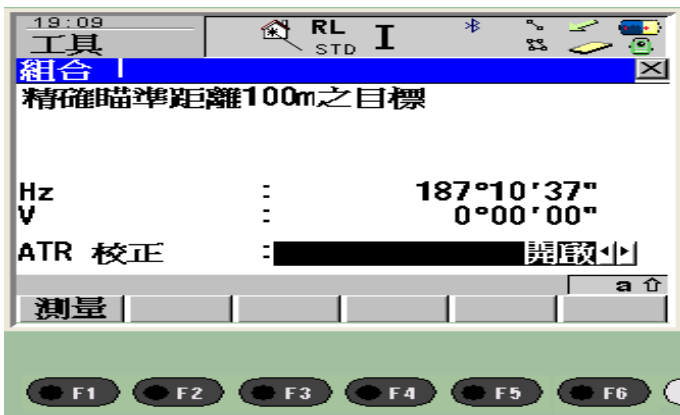 19:09
工具
RL
STD
I
組合
精確瞄準距離100m之目標
Hz : 187°10'37"
V : 0°00'00"
ATR 校正 : 開啟
a
測量
F1 F2 F3 F4 F5 F6